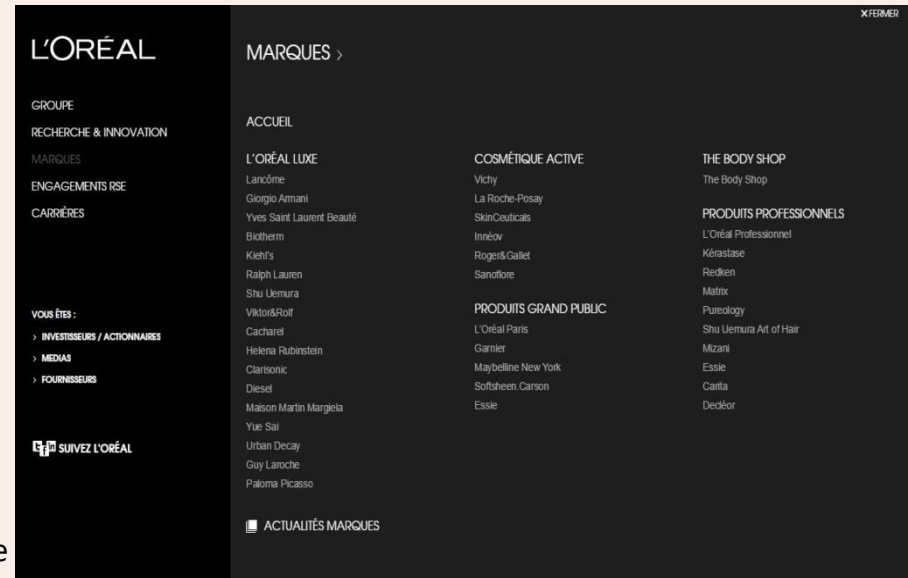 X FERMER
L'ORÉAL
GROUPE
RECHERCHE & INNOVATION
MARQUES
ENGAGEMENTS RSE
CARRIÈRES
VOUS ÊTES :
> INVESTISSEURS / ACTIONNAIRES
> MEDIAS
> FOURNISSEURS
SUIVEZ L'ORÉAL
MARQUES >
ACCUEIL
L'ORÉAL LUXE
Lancôme
Giorgio Armani
Yves Saint Laurent Beauté
Biotherm
Kiehl's
Ralph Lauren
Shu Uemura
Viktor&Rolf
Cacharel
Helena Rubinstein
Clarisonic
Diesel
Maison Martin Margiela
Yue Sai
Urban Decay
Guy Laroche
Paloma Picasso
COSMÉTIQUE ACTIVE
Vichy
La Roche-Posay
SkinCeuticals
Innéov
Roger&Gallet
Sanoflore
PRODUITS GRAND PUBLIC
L'Oréal Paris
Garnier
Maybelline New York
Softsheen.Carson
Essie
THE BODY SHOP
The Body Shop
PRODUITS PROFESSIONNELS
L'Oréal Professionnel
Kérastase
Redken
Matrix
Pureology
Shu Uemura Art of Hair
Mizani
Essie
Carita
Decléor
ACTUALITÉS MARQUES
e